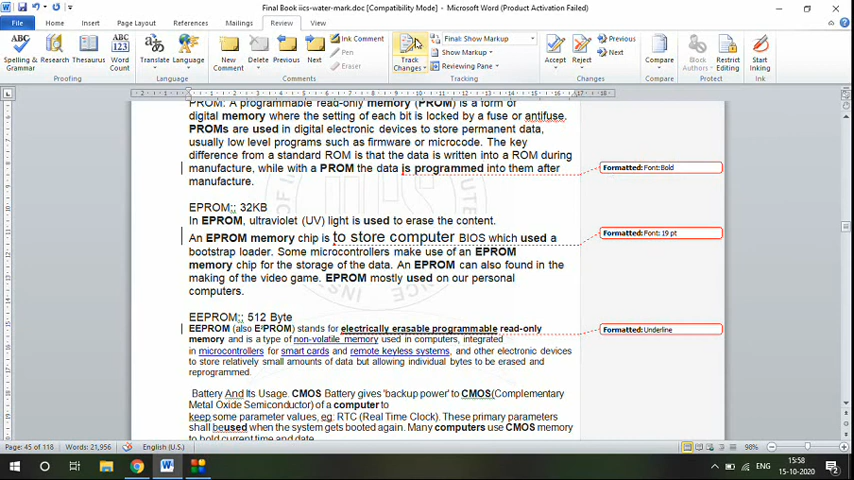 Final Book iics-water-mark.doc [Compatibility Mode] - Microsoft Word (Product Activation Failed)
File Home Insert Page Layout References Mailings Review View
Spelling & Grammar Research Thesaurus Word Count Translate Language New Comment Delete Previous Next Ink Comment Pen Eraser Track Changes Final: Show Markup Show Markup Reviewing Pane Accept Reject Previous Next Compare Block Authors Restrict Editing Start Inking
Proofing Language Comments Tracking Changes Compare Protect Ink
PROM: A programmable read-only memory (PROM) is a form of
digital memory where the setting of each bit is locked by a fuse or antifuse.
PROMs are used in digital electronic devices to store permanent data,
usually low level programs such as firmware or microcode. The key
difference from a standard ROM is that the data is written into a ROM during
manufacture, while with a PROM the data is programmed into them after
manufacture.
Formatted: Font: Bold
EPROM:: 32KB
In EPROM, ultraviolet (UV) light is used to erase the content.
An EPROM memory chip is to store computer BIOS which used a
Formatted: Font: 19 pt
bootstrap loader. Some microcontrollers make use of an EPROM
memory chip for the storage of the data. An EPROM can also found in the
making of the video game. EPROM mostly used on our personal
computers.
EEPROM:: 512 Byte
EEPROM (also E²PROM) stands for electrically erasable programmable read-only
Formatted: Underline
memory and is a type of non-volatile memory used in computers, integrated
in microcontrollers for smart cards and remote keyless systems, and other electronic devices
to store relatively small amounts of data but allowing individual bytes to be erased and
reprogrammed.
Battery And Its Usage. CMOS Battery gives 'backup power' to CMOS(Complementary
Metal Oxide Semiconductor) of a computer to
keep some parameter values, eg: RTC (Real Time Clock). These primary parameters
shall beused when the system gets booted again. Many computers use CMOS memory
to hold current time and date.
Page: 45 of 118 Words: 21,956 English (U.S.) 98%
ENG 15:58
15-10-2020